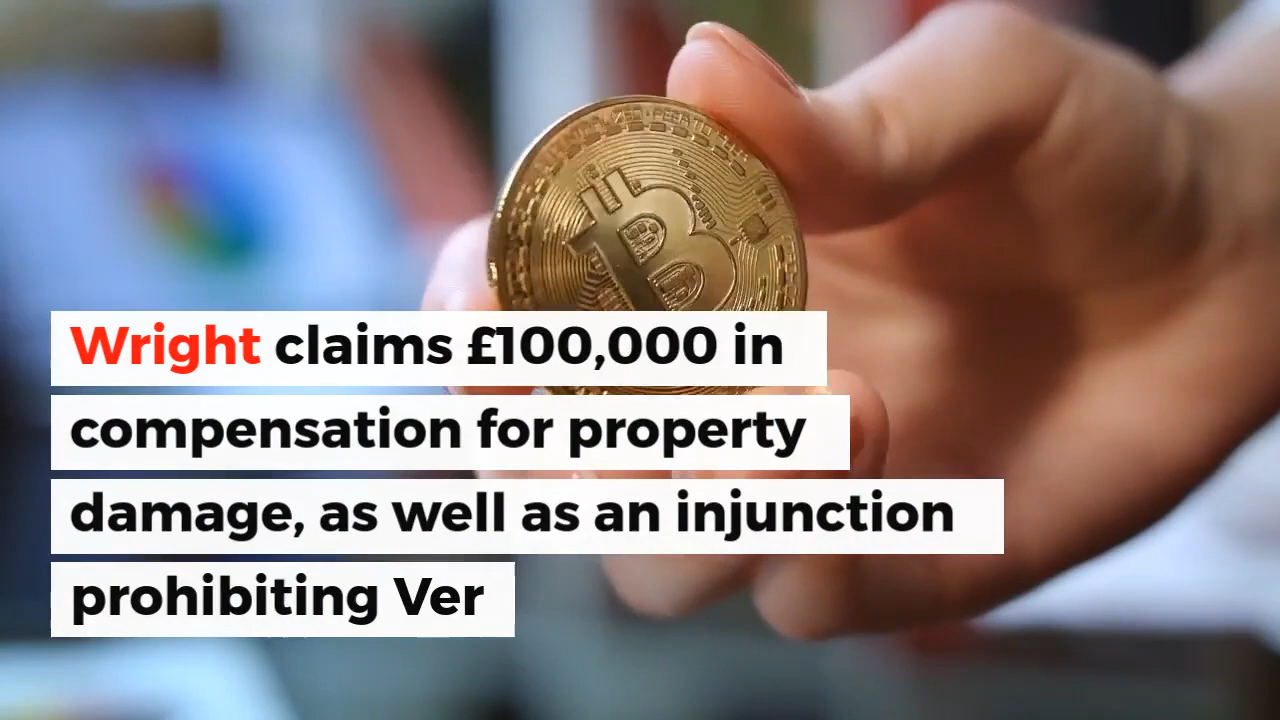 Wright claims £100,000 in
compensation for property
damage, as well as an injunction
prohibiting Ver